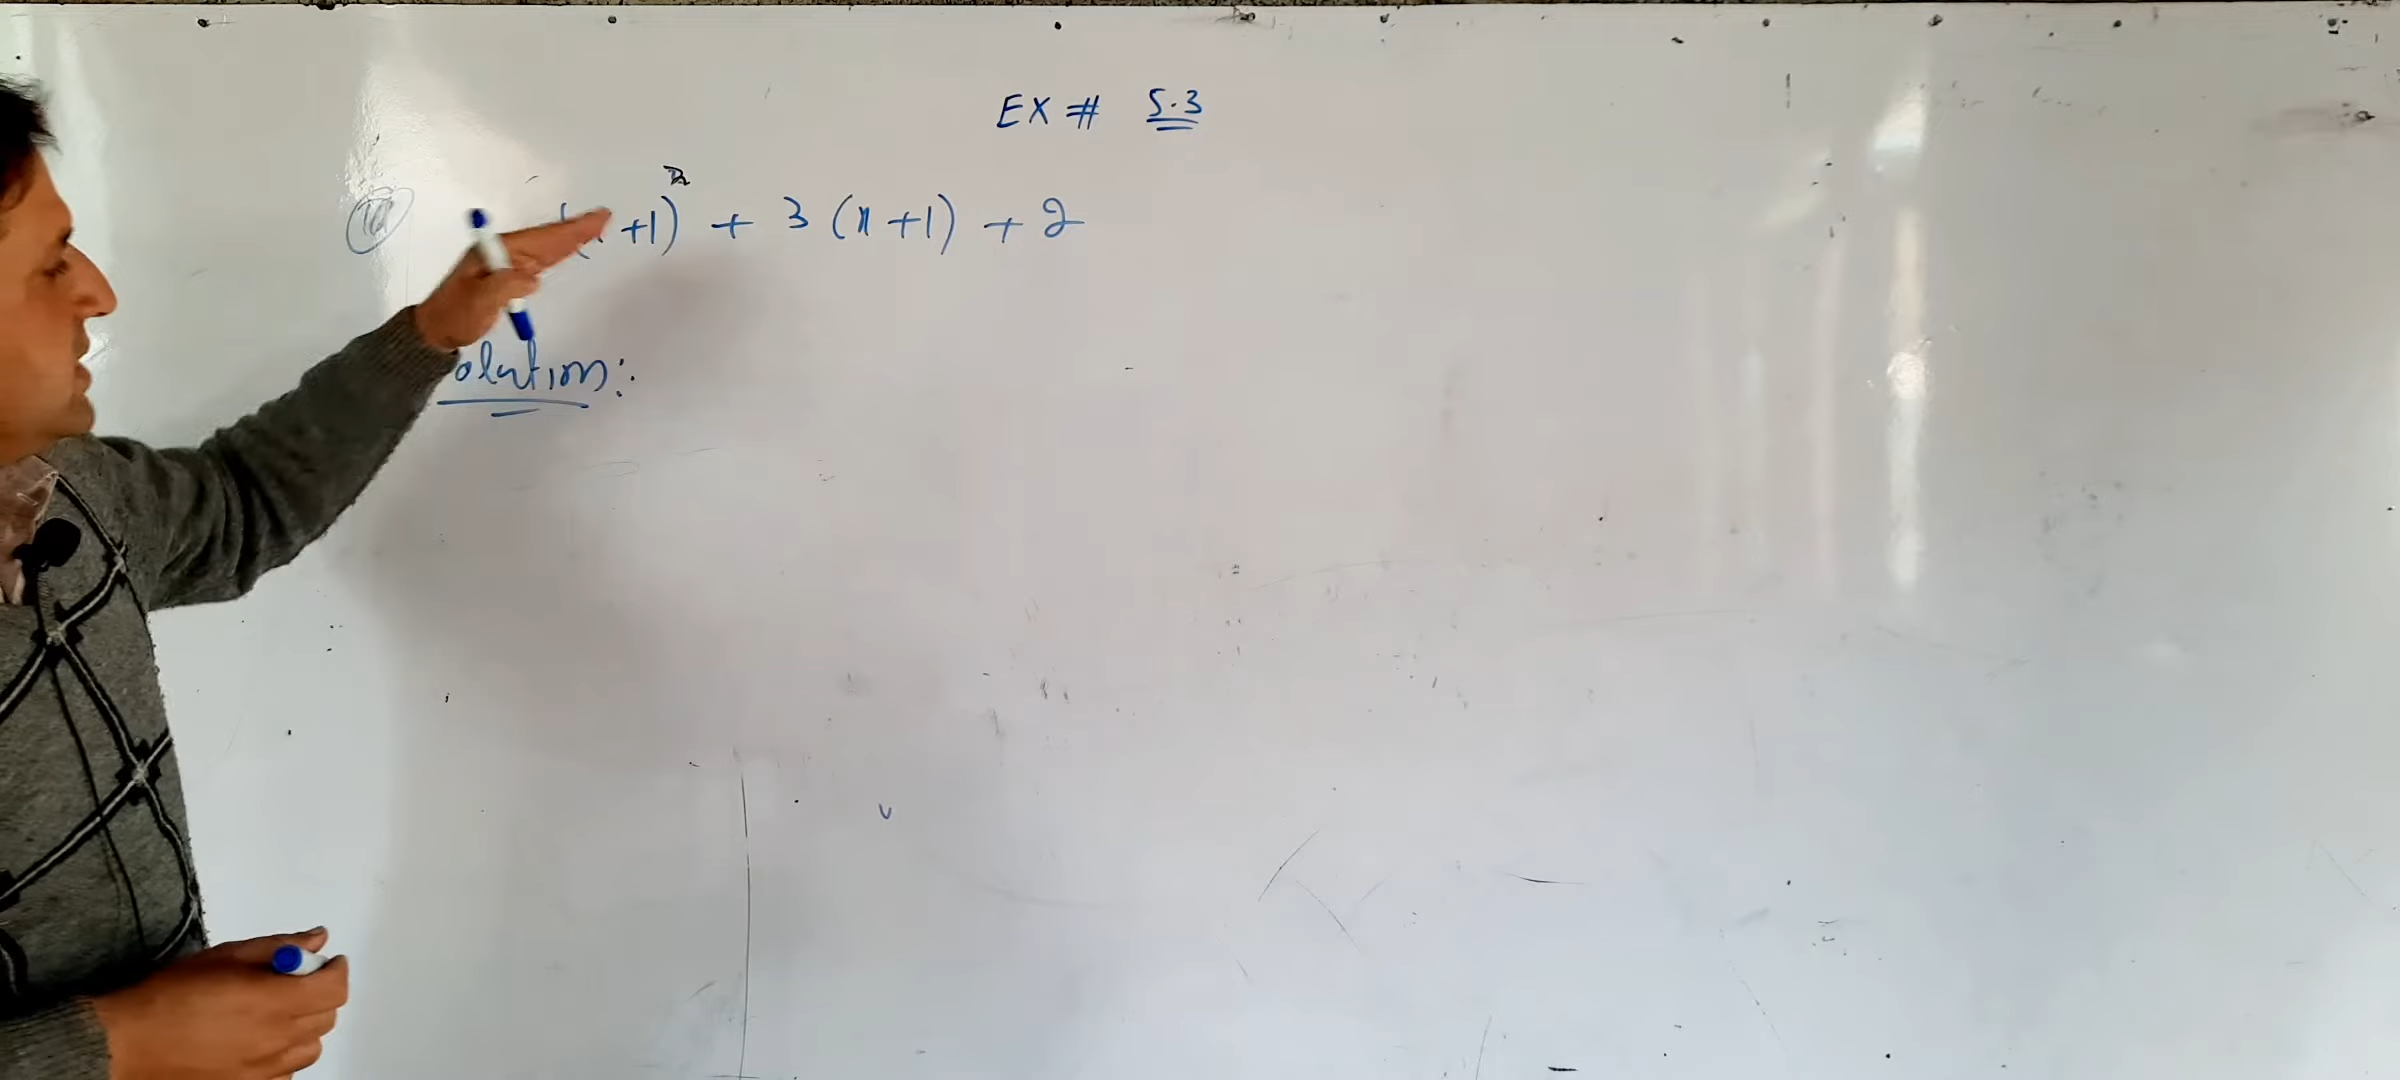 EX # 5.3
+1)² + 3 (x+1) + 2
olution: